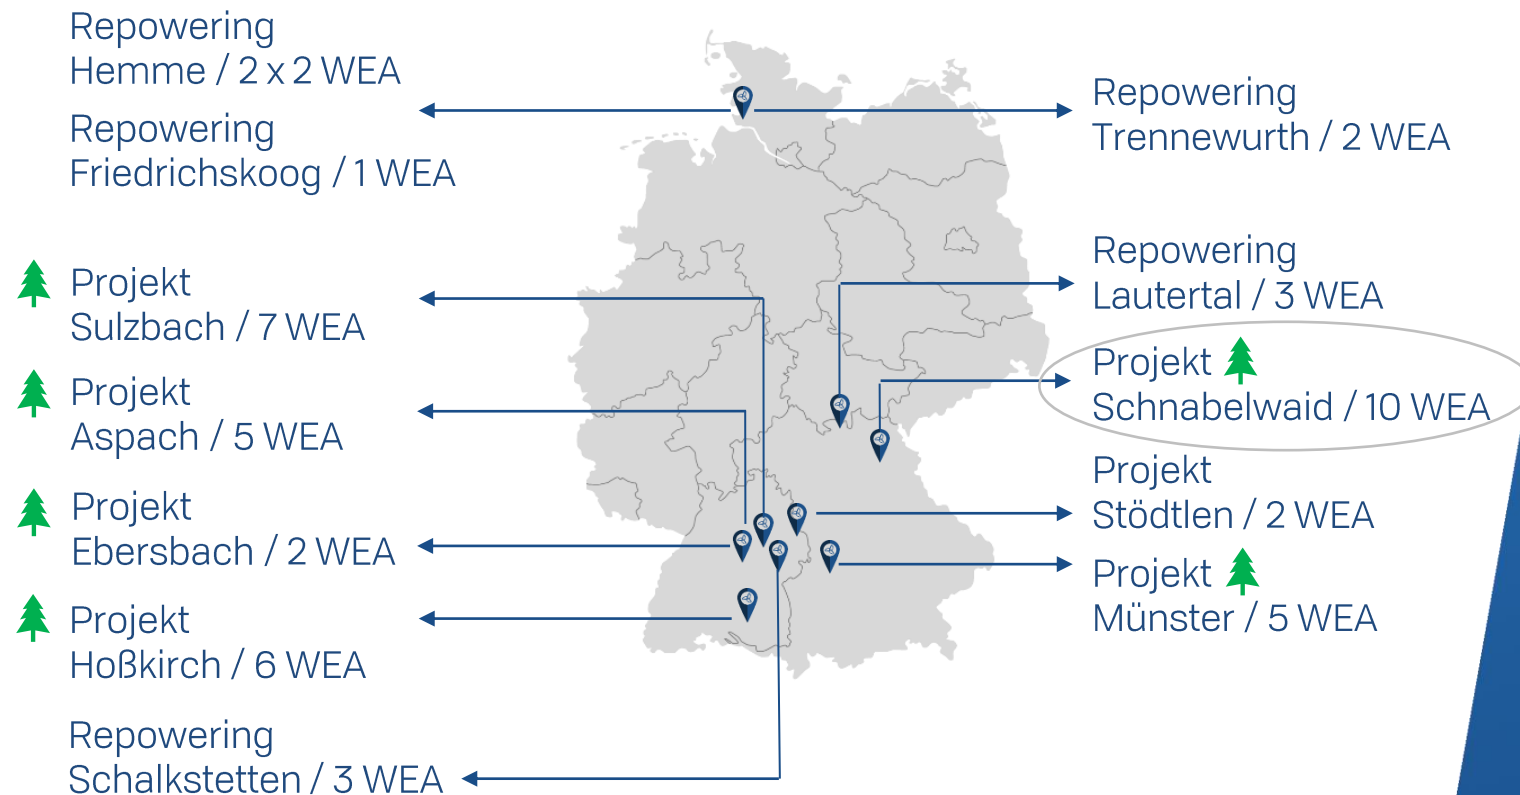 Repowering
Hemme / 2 x 2 WEA
Repowering
Friedrichskoog / 1 WEA
Projekt
Sulzbach / 7 WEA
Projekt
Aspach / 5 WEA
Projekt
Ebersbach / 2 WEA
Projekt
Hoßkirch / 6 WEA
Repowering
Schalkstetten / 3 WEA
Repowering
Trennewurth / 2 WEA
Repowering
Lautertal / 3 WEA
Projekt
Schnabelwaid / 10 WEA
Projekt
Stödtlen / 2 WEA
Projekt
Münster / 5 WEA